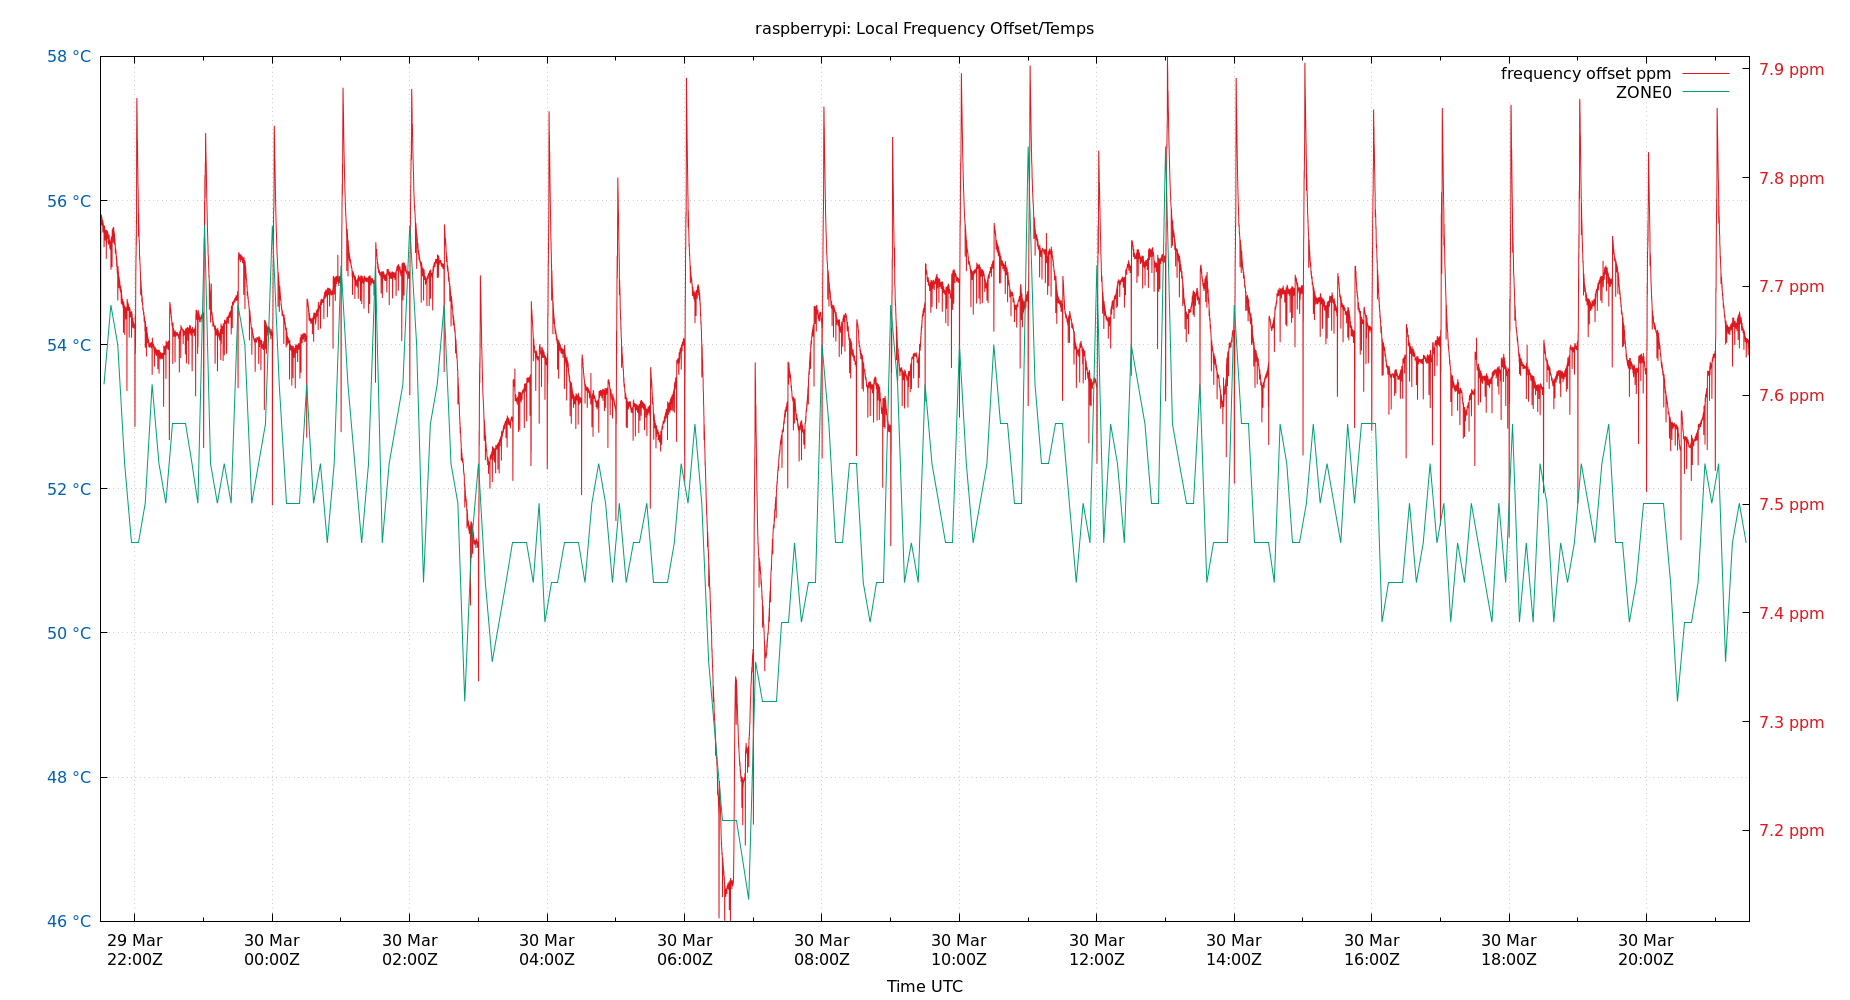 raspberrypi: Local Frequency Offset/Temps
58 °C
56 °C
54 °C
52 °C
50 °C
48 °C
46 °C
frequency offset ppm
ZONE0
7.9 ppm
7.8 ppm
7.7 ppm
7.6 ppm
7.5 ppm
7.4 ppm
7.3 ppm
7.2 ppm
29 Mar
22:00Z
30 Mar
00:00Z
30 Mar
02:00Z
30 Mar
04:00Z
30 Mar
06:00Z
30 Mar
08:00Z
30 Mar
10:00Z
30 Mar
12:00Z
30 Mar
14:00Z
30 Mar
16:00Z
30 Mar
18:00Z
30 Mar
20:00Z
Time UTC